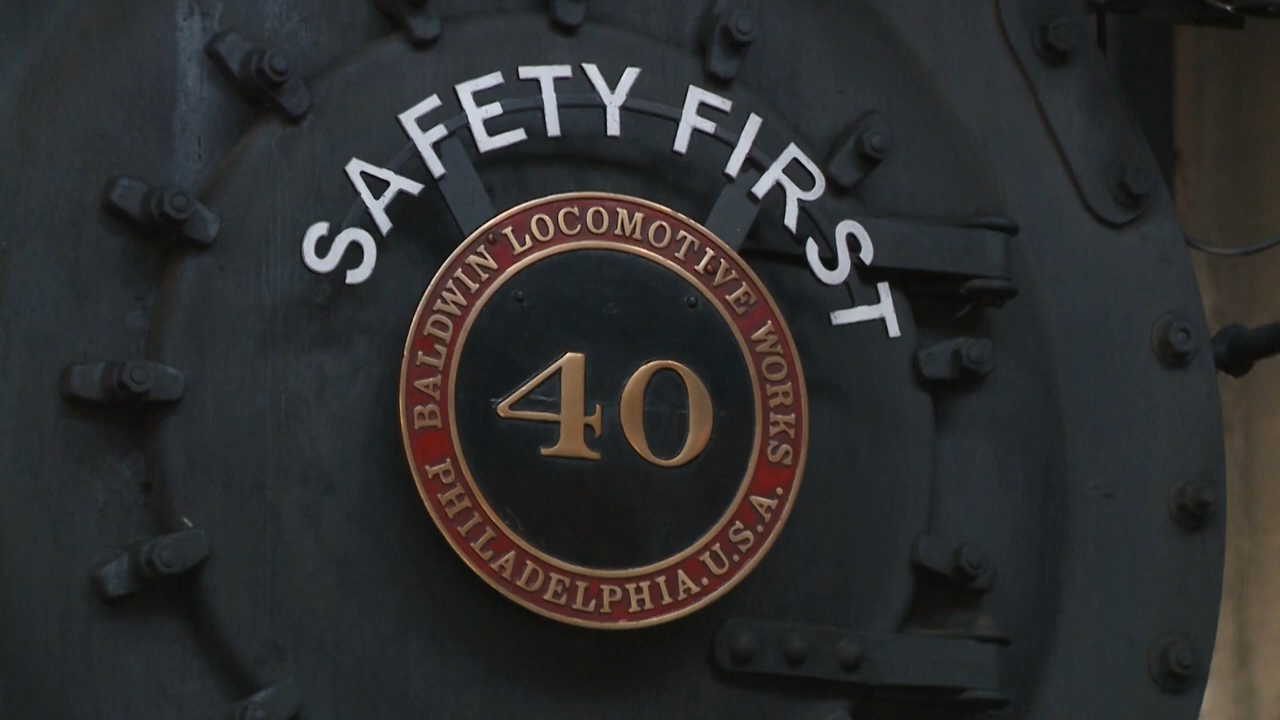 SAFETY FIRST
BALDWIN LOCOMOTIVE WORKS
40
PHILADELPHIA.U.S.A.